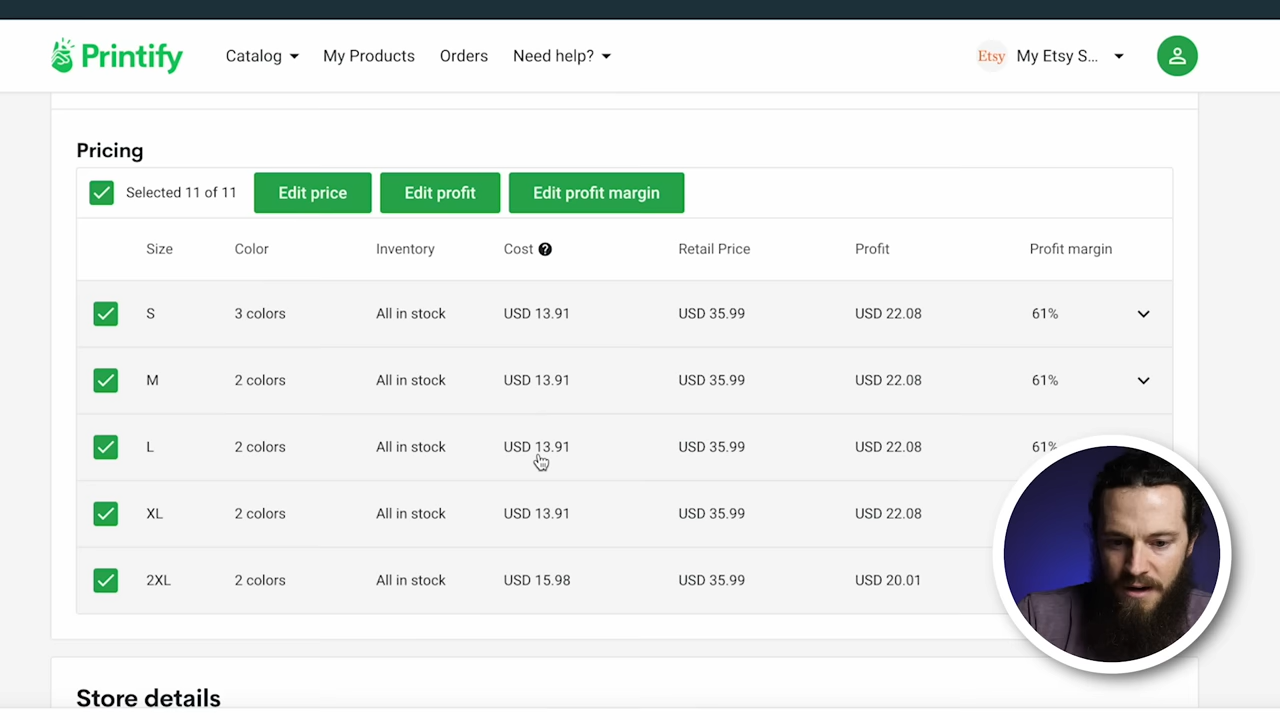 Printify Catalog My Products Orders Need help? Etsy My Etsy S...
Pricing
Selected 11 of 11 Edit price Edit profit Edit profit margin
Size Color Inventory Cost ? Retail Price Profit Profit margin
S 3 colors All in stock USD 13.91 USD 35.99 USD 22.08 61%
M 2 colors All in stock USD 13.91 USD 35.99 USD 22.08 61%
L 2 colors All in stock USD 13.91 USD 35.99 USD 22.08 61%
XL 2 colors All in stock USD 13.91 USD 35.99 USD 22.08
2XL 2 colors All in stock USD 15.98 USD 35.99 USD 20.01
Store details